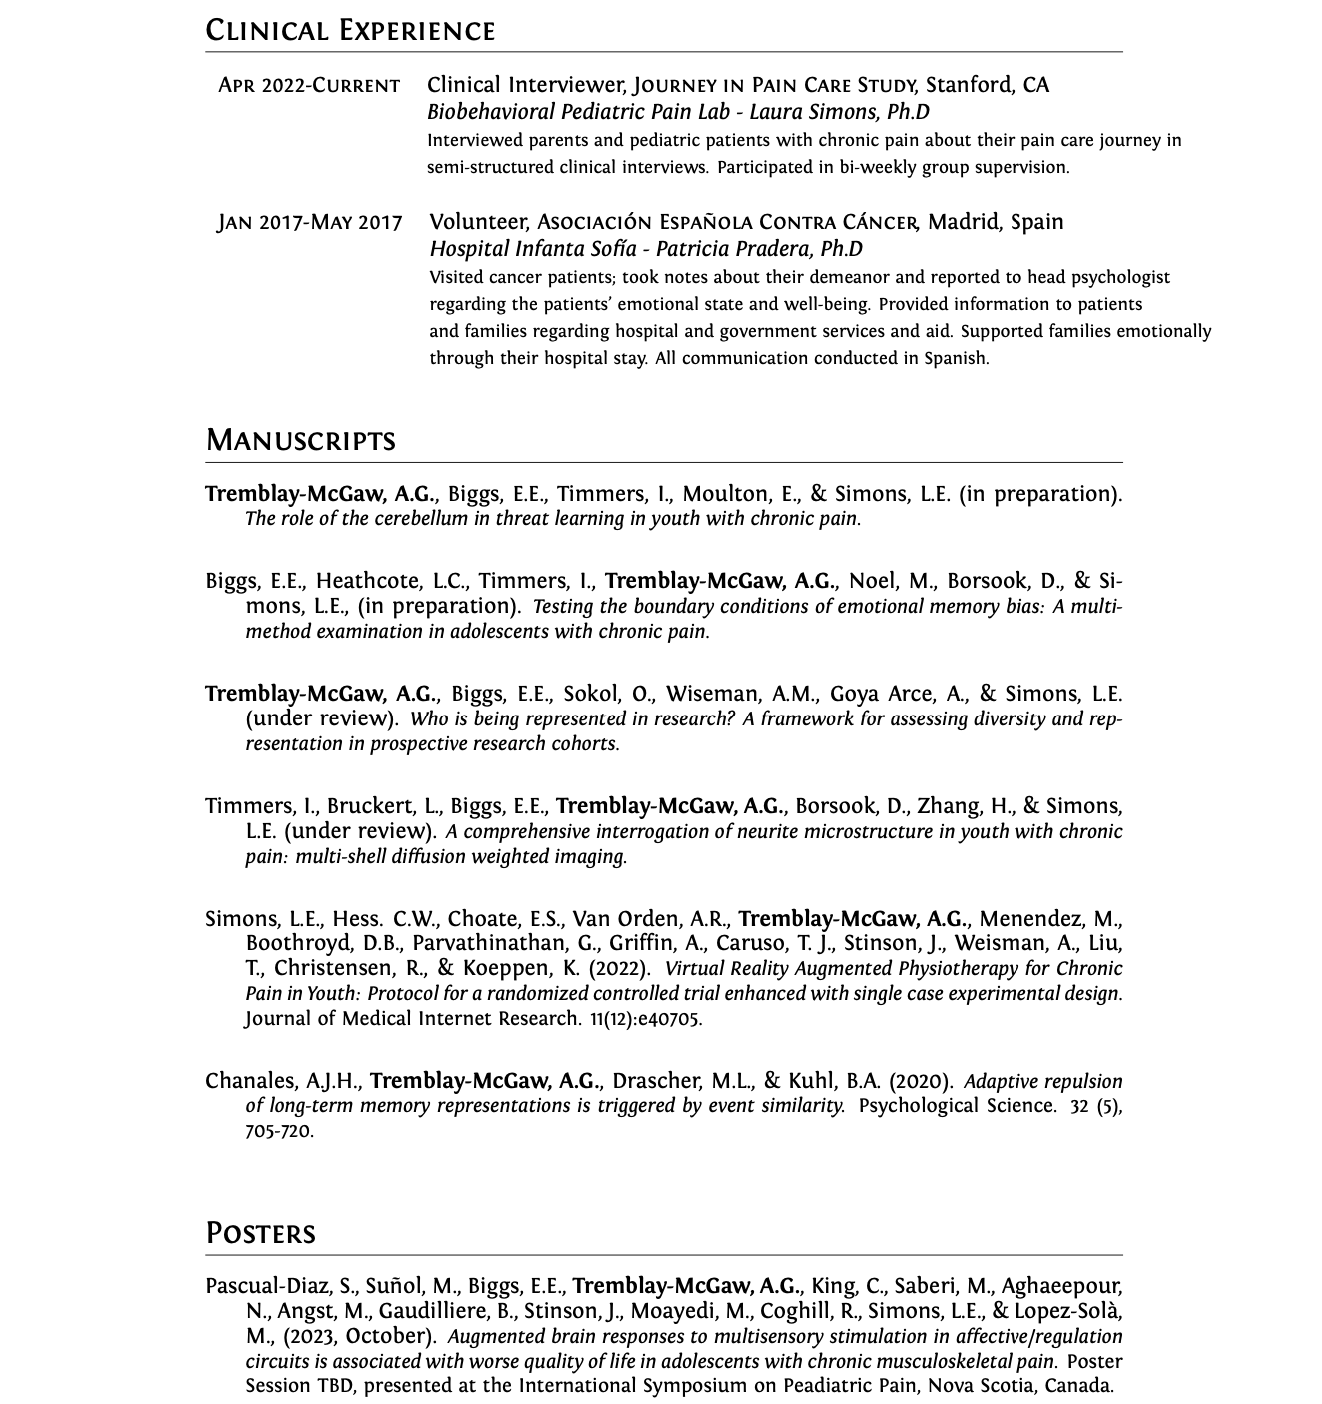 CLINICAL EXPERIENCE
APR 2022-CURRENT Clinical Interviewer, JOURNEY IN PAIN CARE STUDY, Stanford, CA
Biobehavioral Pediatric Pain Lab - Laura Simons, Ph.D
Interviewed parents and pediatric patients with chronic pain about their pain care journey in
semi-structured clinical interviews. Participated in bi-weekly group supervision.
JAN 2017-MAY 2017 Volunteer, ASOCIACIÓN ESPAÑOLA CONTRA CÁNCER, Madrid, Spain
Hospital Infanta Sofía - Patricia Pradera, Ph.D
Visited cancer patients; took notes about their demeanor and reported to head psychologist
regarding the patients' emotional state and well-being. Provided information to patients
and families regarding hospital and government services and aid. Supported families emotionally
through their hospital stay. All communication conducted in Spanish.
MANUSCRIPTS
Tremblay-McGaw, A.G., Biggs, E.E., Timmers, I., Moulton, E., & Simons, L.E. (in preparation).
The role of the cerebellum in threat learning in youth with chronic pain.
Biggs, E.E., Heathcote, L.C., Timmers, I., Tremblay-McGaw, A.G., Noel, M., Borsook, D., & Si-
mons, L.E., (in preparation). Testing the boundary conditions of emotional memory bias: A multi-
method examination in adolescents with chronic pain.
Tremblay-McGaw, A.G., Biggs, E.E., Sokol, O., Wiseman, A.M., Goya Arce, A., & Simons, L.E.
(under review). Who is being represented in research? A framework for assessing diversity and rep-
resentation in prospective research cohorts.
Timmers, I., Bruckert, L., Biggs, E.E., Tremblay-McGaw, A.G., Borsook, D., Zhang, H., & Simons,
L.E. (under review). A comprehensive interrogation of neurite microstructure in youth with chronic
pain: multi-shell diffusion weighted imaging.
Simons, L.E., Hess. C.W., Choate, E.S., Van Orden, A.R., Tremblay-McGaw, A.G., Menendez, M.,
Boothroyd, D.B., Parvathinathan, G., Griffin, A., Caruso, T. J., Stinson, J., Weisman, A., Liu,
T., Christensen, R., & Koeppen, K. (2022). Virtual Reality Augmented Physiotherapy for Chronic
Pain in Youth: Protocol for a randomized controlled trial enhanced with single case experimental design.
Journal of Medical Internet Research. 11(12):e40705.
Chanales, A.J.H., Tremblay-McGaw, A.G., Drascher, M.L., & Kuhl, B.A. (2020). Adaptive repulsion
of long-term memory representations is triggered by event similarity. Psychological Science. 32 (5),
705-720.
POSTERS
Pascual-Diaz, S., Suñol, M., Biggs, E.E., Tremblay-McGaw, A.G., King, C., Saberi, M., Aghaeepour,
N., Angst, M., Gaudilliere, B., Stinson, J., Moayedi, M., Coghill, R., Simons, L.E., & Lopez-Solà,
M., (2023, October). Augmented brain responses to multisensory stimulation in affective/regulation
circuits is associated with worse quality of life in adolescents with chronic musculoskeletal pain. Poster
Session TBD, presented at the International Symposium on Peadiatric Pain, Nova Scotia, Canada.